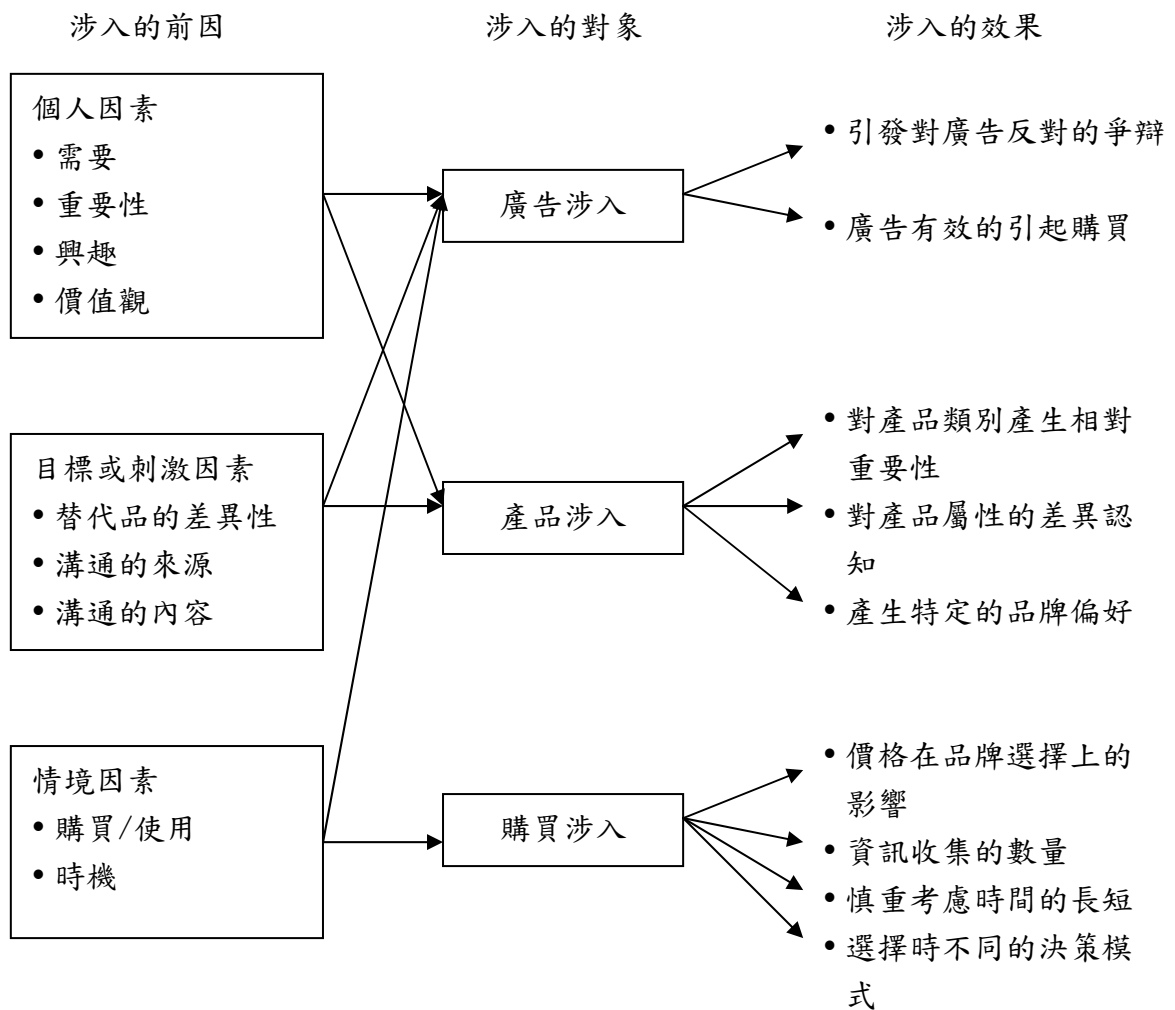 涉入的前因
涉入的對象
涉入的效果
個人因素
• 需要
• 重要性
• 興趣
• 價值觀
目標或刺激因素
• 替代品的差異性
• 溝通的來源
• 溝通的內容
情境因素
• 購買/使用
• 時機
廣告涉入
產品涉入
購買涉入
• 引發對廣告反對的爭辯
• 廣告有效的引起購買
• 對產品類別產生相對
重要性
• 對產品屬性的差異認
知
• 產生特定的品牌偏好
• 價格在品牌選擇上的
影響
• 資訊收集的數量
• 慎重考慮時間的長短
• 選擇時不同的決策模
式